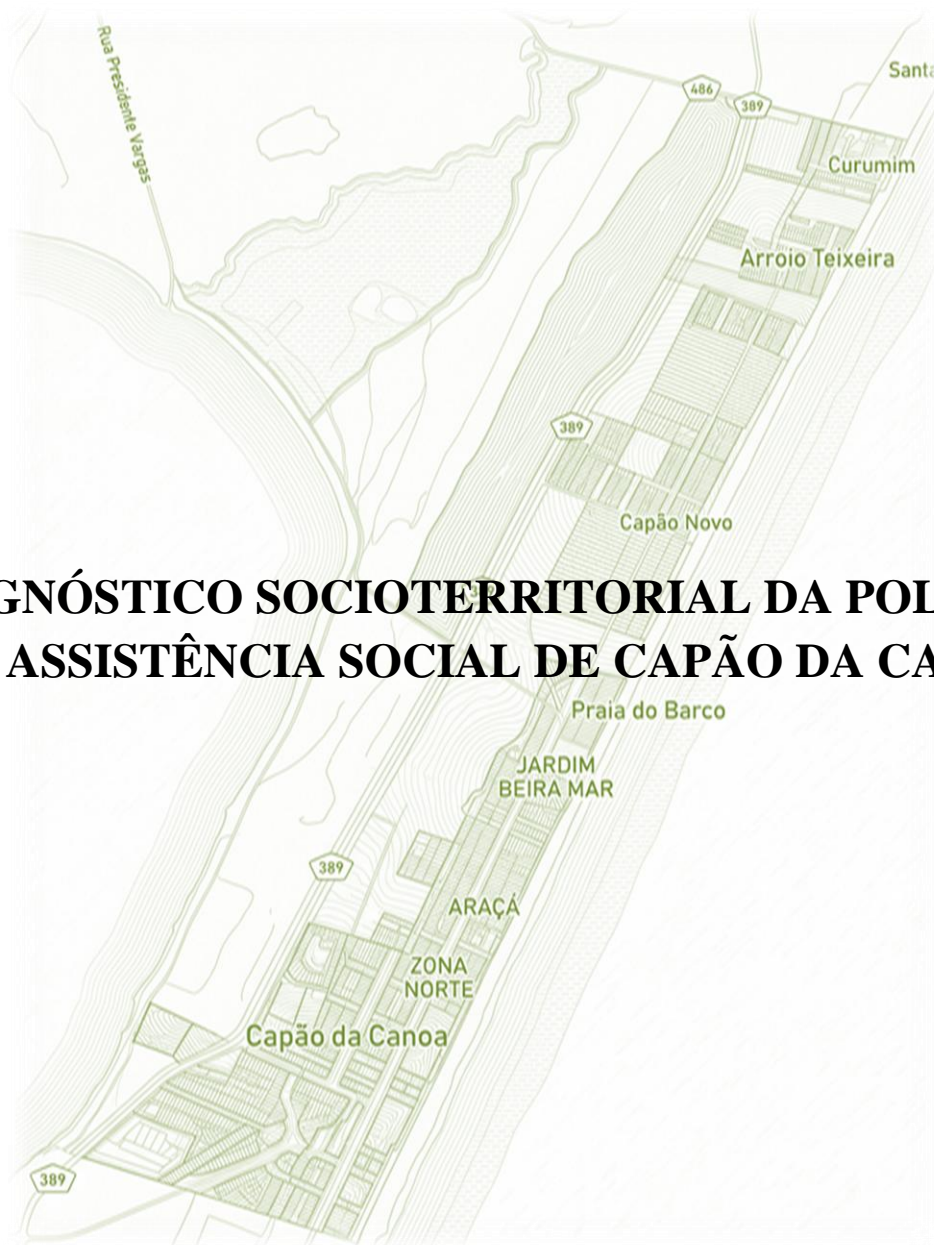 Rua Presidente Vargas
486
389
Santa
Curumim
Arroio Teixeira
389
Capão Novo
GNÓSTICO SOCIOTERRITORIAL DA POL
ASSISTÊNCIA SOCIAL DE CAPÃO DA CA
Praia do Barco
JARDIM
BEIRA MAR
389
ARAÇÁ
ZONA
NORTE
Capão da Canoa
389